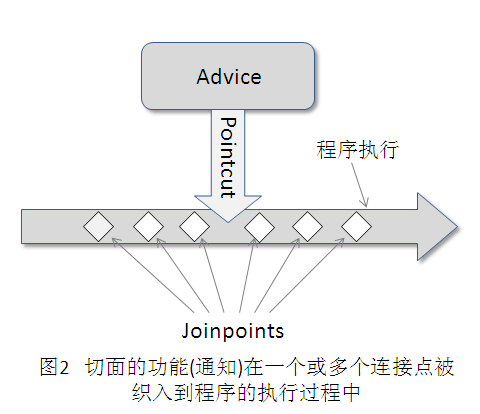 Advice
Pointcut
程序执行
Joinpoints
图2 切面的功能(通知)在一个或多个连接点被
织入到程序的执行过程中